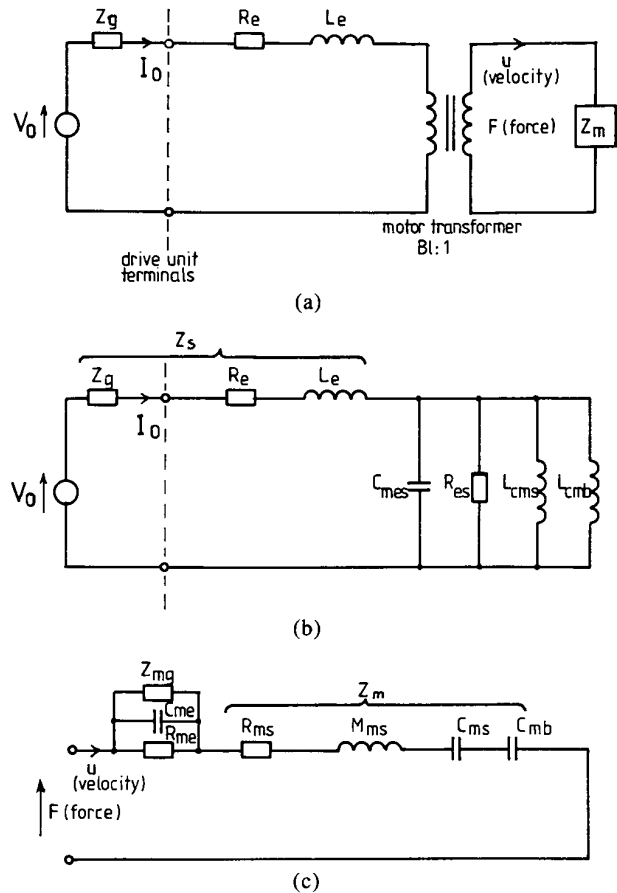 Zg Re Le
I0
V0
u
(velocity)
F (force) Zm
drive unit
terminals
motor transformer
Bl:1
(a)
Zs
Zg Re Le
I0
V0
Cmes Res Lcms Lcmb
(b)
Zmg
Cme
Rme
Zm
Rms Mms Cms Cmb
u
(velocity)
F (force)
(c)